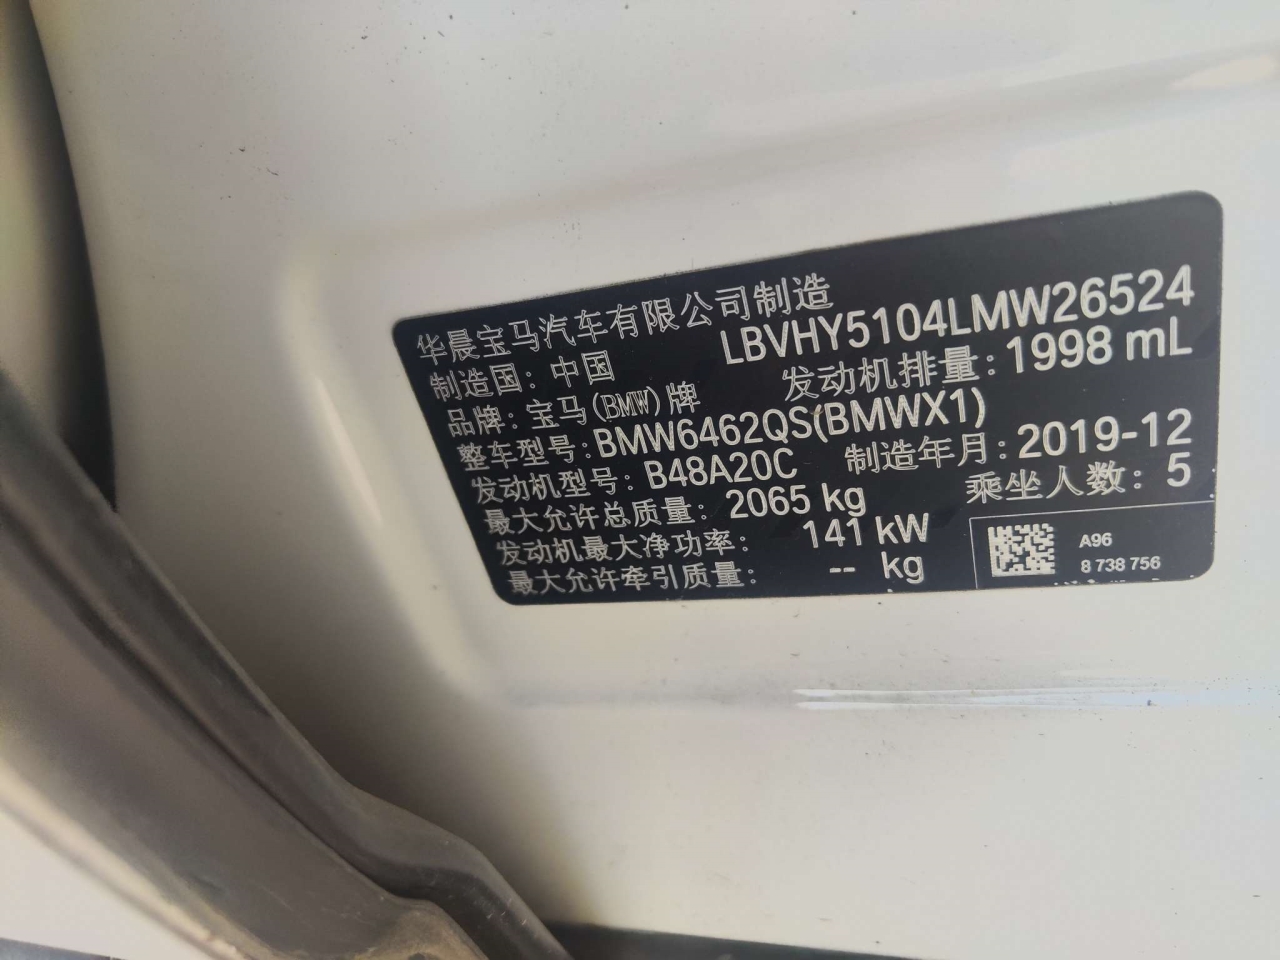 华晨宝马汽车有限公司制造
LBVHY5104LMW26524
制造国: 中国
发动机排量: 1998 mL
品牌: 宝马(BMW)牌
整车型号: BMW6462QS(BMWX1)
制造年月: 2019-12
发动机型号: B48A20C
乘坐人数: 5
最大允许总质量: 2065 kg
发动机最大净功率: 141 kW
最大允许牵引质量: -- kg
A96
8 738 756